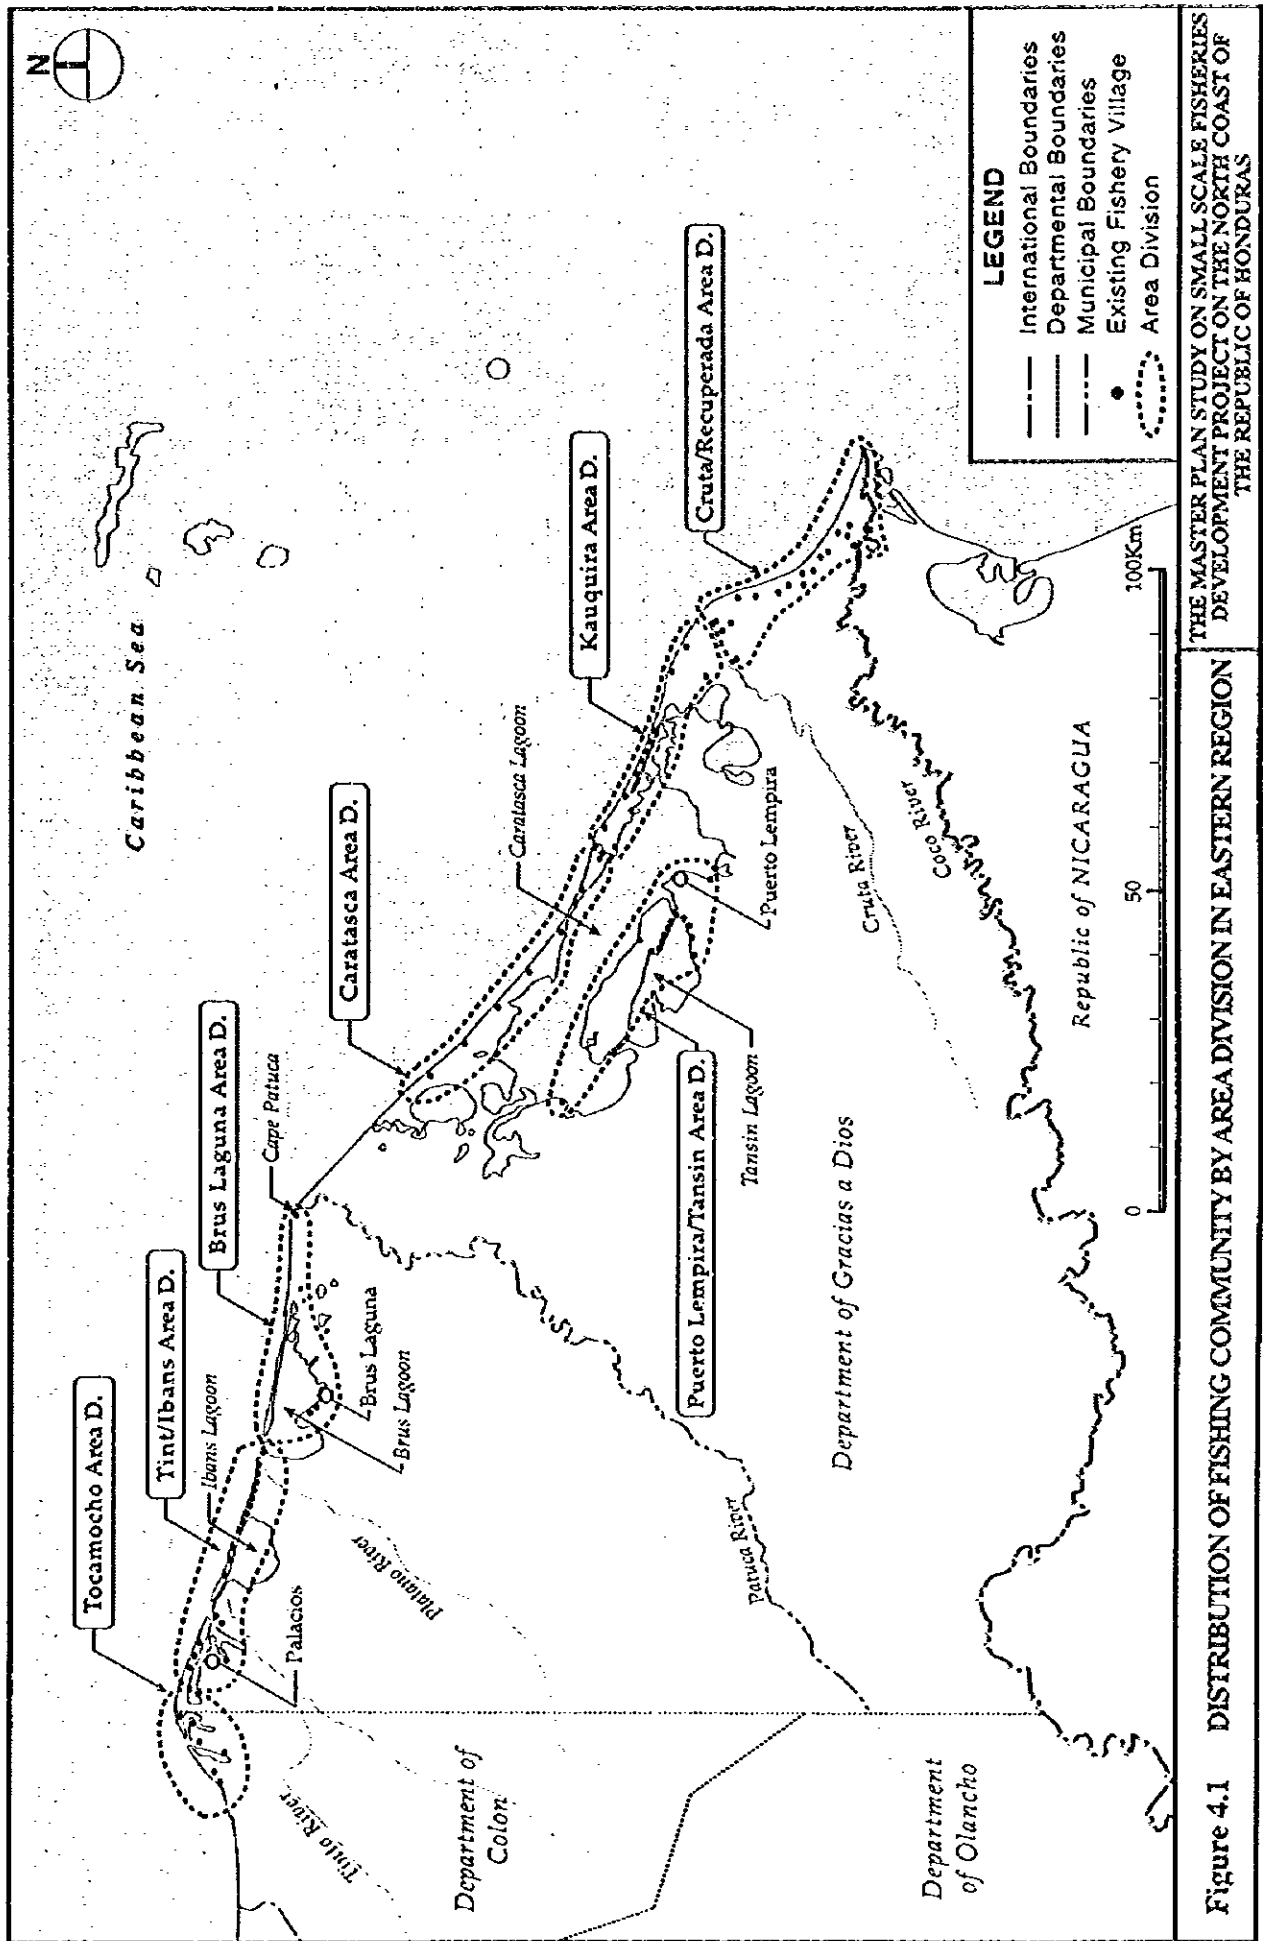 N
Caribbean Sea
Tocamocho Area D.
Tint/Ibans Area D.
Ibans Lagoon
Brus Laguna Area D.
Cape Patuca
Caratasca Area D.
Caratasca Lagoon
Kauquira Area D.
Cruta/Recuperada Area D.
Palacios
Brus Laguna
Brus Lagoon
Platano River
Patuca River
Puerto Lempira/Tansin Area D.
Tansin Lagoon
Puerto Lempira
Cruta River
Coco River
Department of
Colon
Department
of Olancho
Department of Gracias a Dios
Republic of NICARAGUA
0
50
100Km
LEGEND
International Boundaries
Departmental Boundaries
Municipal Boundaries
Existing Fishery Village
Area Division
Figure 4.1 DISTRIBUTION OF FISHING COMMUNITY BY AREA DIVISION IN EASTERN REGION
THE MASTER PLAN STUDY ON SMALL SCALE FISHERIES
DEVELOPMENT PROJECT ON THE NORTH COAST OF
THE REPUBLIC OF HONDURAS